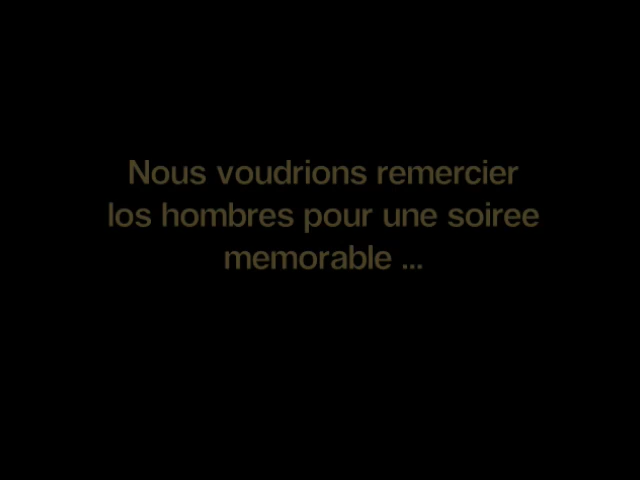 Nous voudrions remercier
los hombres pour une soiree
memorable ...